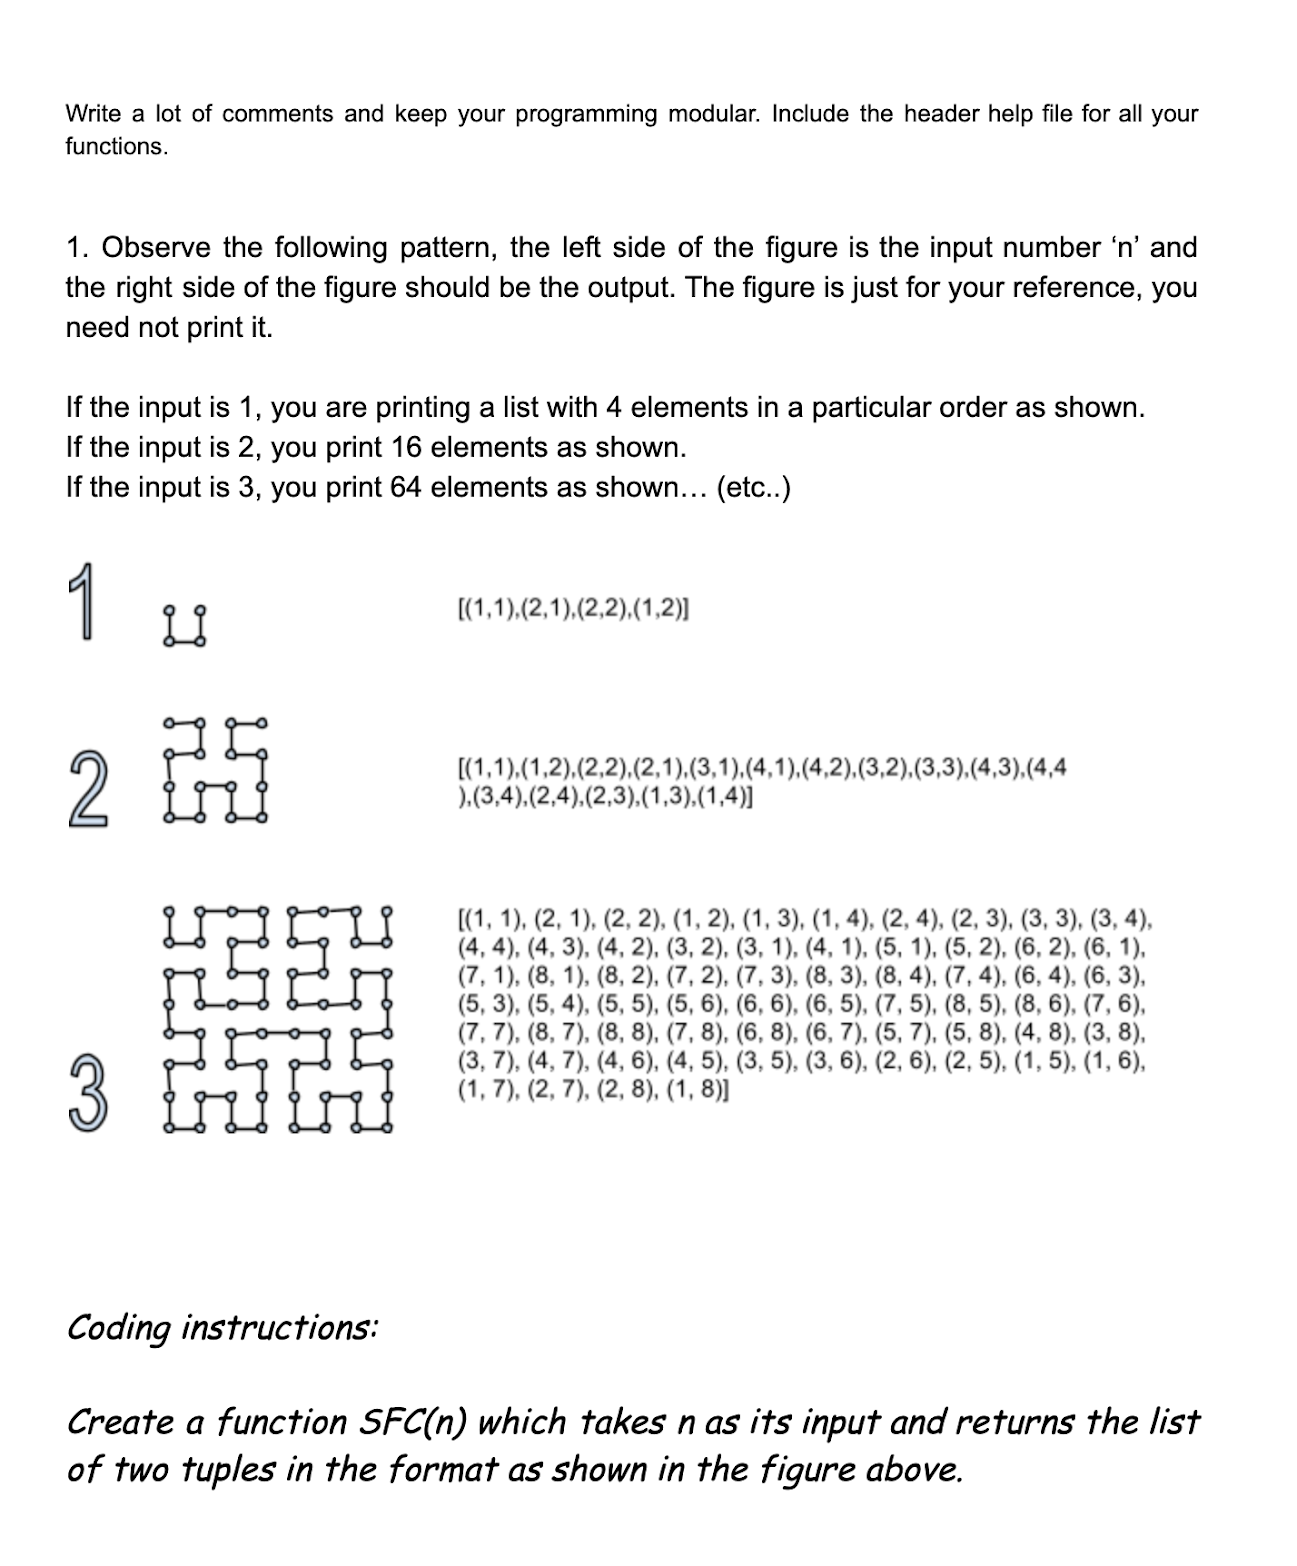 Write a lot of comments and keep your programming modular. Include the header help file for all your
functions.
1. Observe the following pattern, the left side of the figure is the input number ‘n’ and
the right side of the figure should be the output. The figure is just for your reference, you
need not print it.
If the input is 1, you are printing a list with 4 elements in a particular order as shown.
If the input is 2, you print 16 elements as shown.
If the input is 3, you print 64 elements as shown... (etc..)
1
[(1,1),(2,1),(2,2),(1,2)]
2
[(1,1),(1,2),(2,2),(2,1),(3,1),(4,1),(4,2),(3,2),(3,3),(4,3),(4,4
),(3,4),(2,4),(2,3),(1,3),(1,4)]
3
[(1, 1), (2, 1), (2, 2), (1, 2), (1, 3), (1, 4), (2, 4), (2, 3), (3, 3), (3, 4),
(4, 4), (4, 3), (4, 2), (3, 2), (3, 1), (4, 1), (5, 1), (5, 2), (6, 2), (6, 1),
(7, 1), (8, 1), (8, 2), (7, 2), (7, 3), (8, 3), (8, 4), (7, 4), (6, 4), (6, 3),
(5, 3), (5, 4), (5, 5), (5, 6), (6, 6), (6, 5), (7, 5), (8, 5), (8, 6), (7, 6),
(7, 7), (8, 7), (8, 8), (7, 8), (6, 8), (6, 7), (5, 7), (5, 8), (4, 8), (3, 8),
(3, 7), (4, 7), (4, 6), (4, 5), (3, 5), (3, 6), (2, 6), (2, 5), (1, 5), (1, 6),
(1, 7), (2, 7), (2, 8), (1, 8)]
Coding instructions:
Create a function SFC(n) which takes n as its input and returns the list
of two tuples in the format as shown in the figure above.